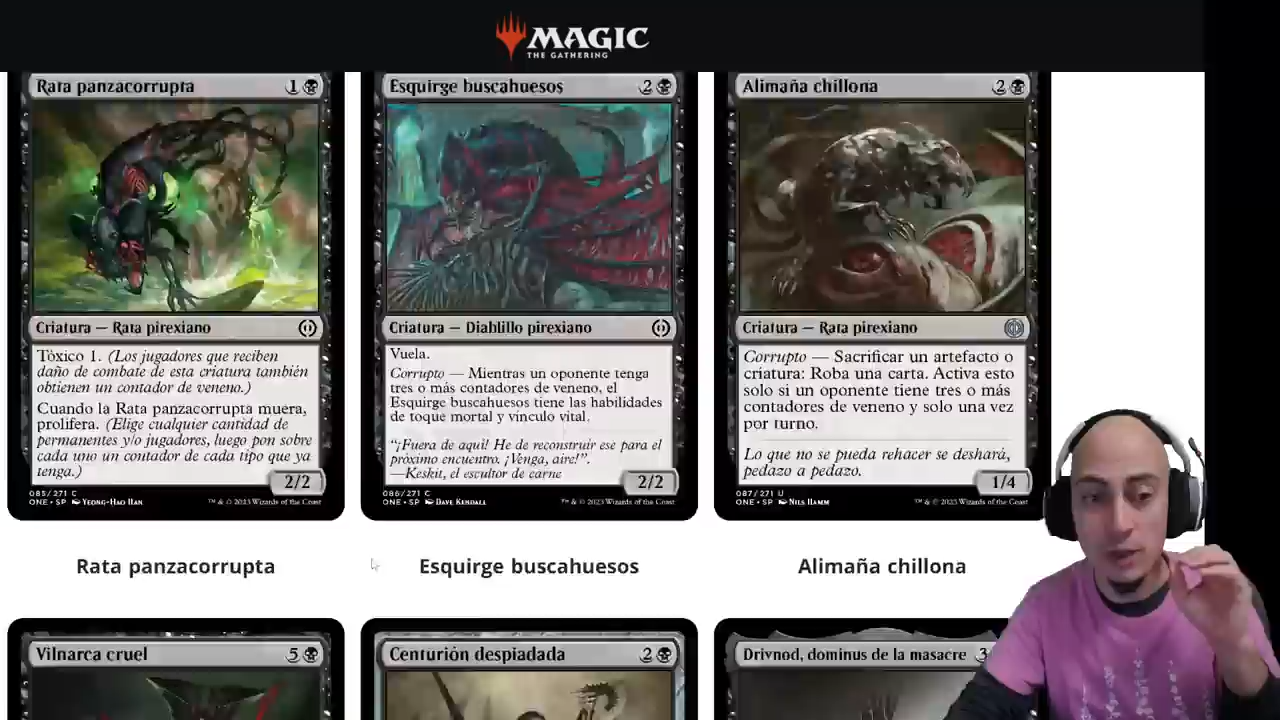 MAGIC
THE GATHERING
Rata panzacorrupta 1
Criatura — Rata pirexiano
Tóxico 1. (Los jugadores que reciben
daño de combate de esta criatura también
obtienen un contador de veneno.)
Cuando la Rata panzacorrupta muera,
prolifera. (Elige cualquier cantidad de
permanentes y/o jugadores, luego pon sobre
cada uno un contador de cada tipo que ya
tenga.)
2/2
085/271 C
ONE • SP Yeong-Hao Han
™ & © 2023 Wizards of the Coast
Esquirge buscahuesos 2
Criatura — Diablillo pirexiano
Vuela.
Corrupto — Mientras un oponente tenga
tres o más contadores de veneno, el
Esquirge buscahuesos tiene las habilidades
de toque mortal y vínculo vital.
“¡Fuera de aquí! He de reconstruir ese para el
próximo encuentro. ¡Venga, aire!”.
—Keskit, el escultor de carne
2/2
086/271 C
ONE • SP Dave Kendall
™ & © 2023 Wizards of the Coast
Alimaña chillona 2
Criatura — Rata pirexiano
Corrupto — Sacrificar un artefacto o
criatura: Roba una carta. Activa esto
solo si un oponente tiene tres o más
contadores de veneno y solo una vez
por turno.
Lo que no se pueda rehacer se deshará,
pedazo a pedazo.
1/4
087/271 U
ONE • SP Nils Hamm
™ & © 2023 Wizards of the Coast
Rata panzacorrupta
Esquirge buscahuesos
Alimaña chillona
Vilnarca cruel 5
Centurión despiadada 2
Drivnod, dominus de la masacre 3